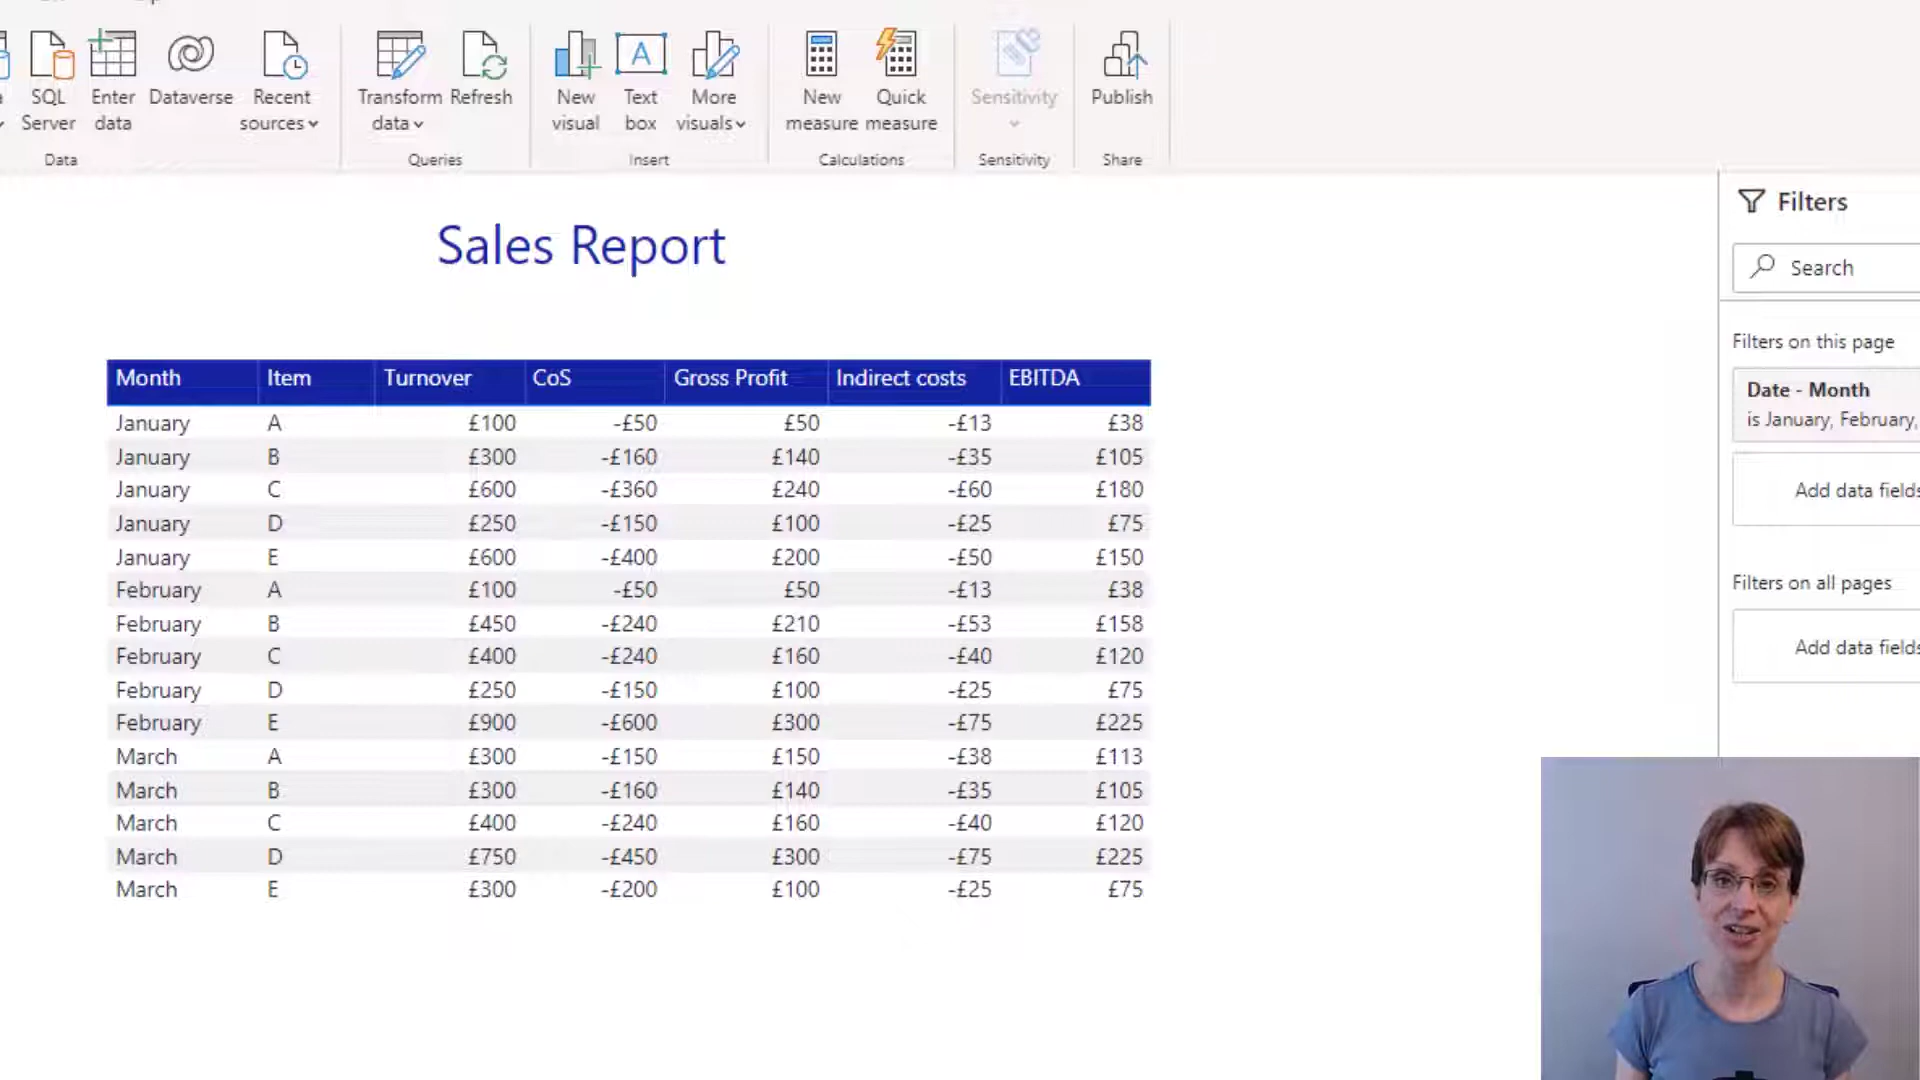 SQL Server
Enter data
Dataverse
Recent sources
Transform data
Refresh
New visual
A
Text box
More visuals
New measure
Quick measure
Sensitivity
Publish
Data
Queries
Insert
Calculations
Sensitivity
Share
Sales Report
Month Item Turnover CoS Gross Profit Indirect costs EBITDA
January A £100 -£50 £50 -£13 £38
January B £300 -£160 £140 -£35 £105
January C £600 -£360 £240 -£60 £180
January D £250 -£150 £100 -£25 £75
January E £600 -£400 £200 -£50 £150
February A £100 -£50 £50 -£13 £38
February B £450 -£240 £210 -£53 £158
February C £400 -£240 £160 -£40 £120
February D £250 -£150 £100 -£25 £75
February E £900 -£600 £300 -£75 £225
March A £300 -£150 £150 -£38 £113
March B £300 -£160 £140 -£35 £105
March C £400 -£240 £160 -£40 £120
March D £750 -£450 £300 -£75 £225
March E £300 -£200 £100 -£25 £75
Filters
Search
Filters on this page
Date - Month
is January, February,
Add data fields
Filters on all pages
Add data fields